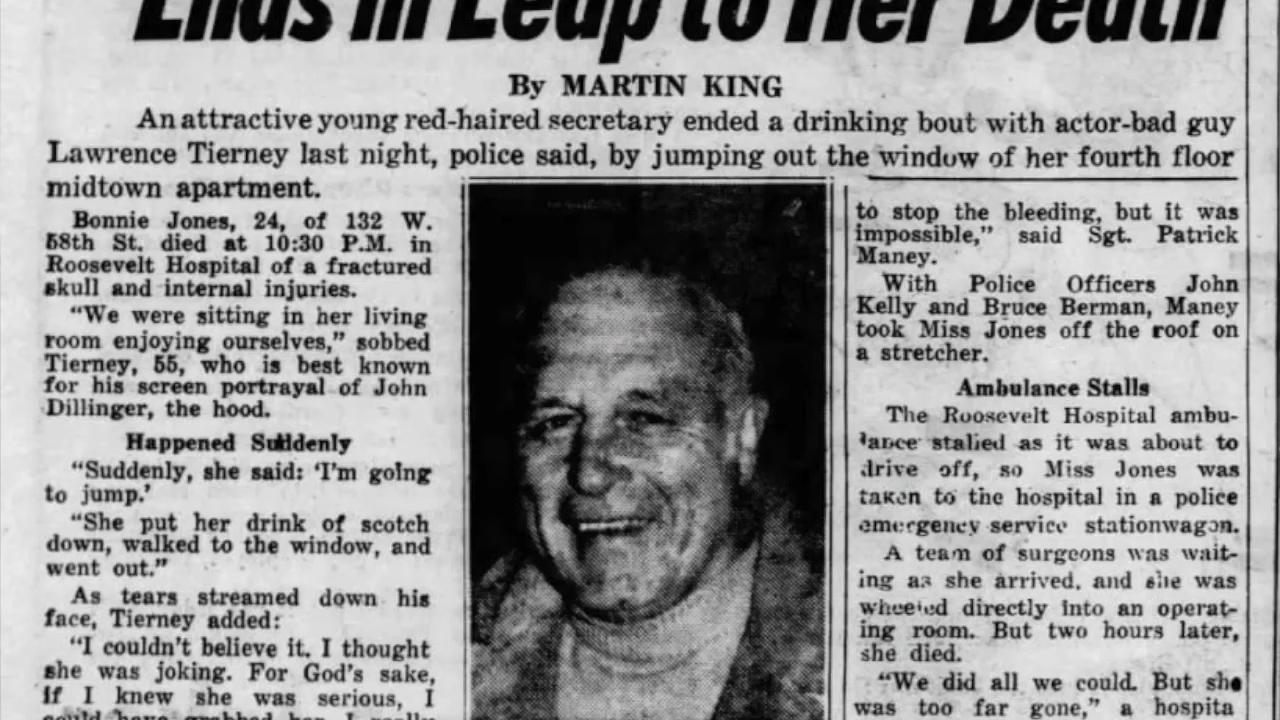 Ends in Leap to Her Death
By MARTIN KING
An attractive young red-haired secretary ended a drinking bout with actor-bad guy
Lawrence Tierney last night, police said, by jumping out the window of her fourth floor
midtown apartment.
Bonnie Jones, 24, of 132 W.
58th St. died at 10:30 P.M. in
Roosevelt Hospital of a fractured
skull and internal injuries.
"We were sitting in her living
room enjoying ourselves," sobbed
Tierney, 55, who is best known
for his screen portrayal of John
Dillinger, the hood.
Happened Suddenly
"Suddenly, she said: 'I'm going
to jump.'
"She put her drink of scotch
down, walked to the window, and
went out."
As tears streamed down his
face, Tierney added:
"I couldn't believe it. I thought
she was joking. For God's sake,
if I knew she was serious, I
could have grabbed her. I really
to stop the bleeding, but it was
impossible," said Sgt. Patrick
Maney.
With Police Officers John
Kelly and Bruce Berman, Maney
took Miss Jones off the roof on
a stretcher.
Ambulance Stalls
The Roosevelt Hospital ambu-
lance stalled as it was about to
drive off, so Miss Jones was
taken to the hospital in a police
emergency service stationwagon.
A team of surgeons was wait-
ing as she arrived, and she was
wheeled directly into an operat-
ing room. But two hours later,
she died.
"We did all we could. But she
was too far gone," a hospita